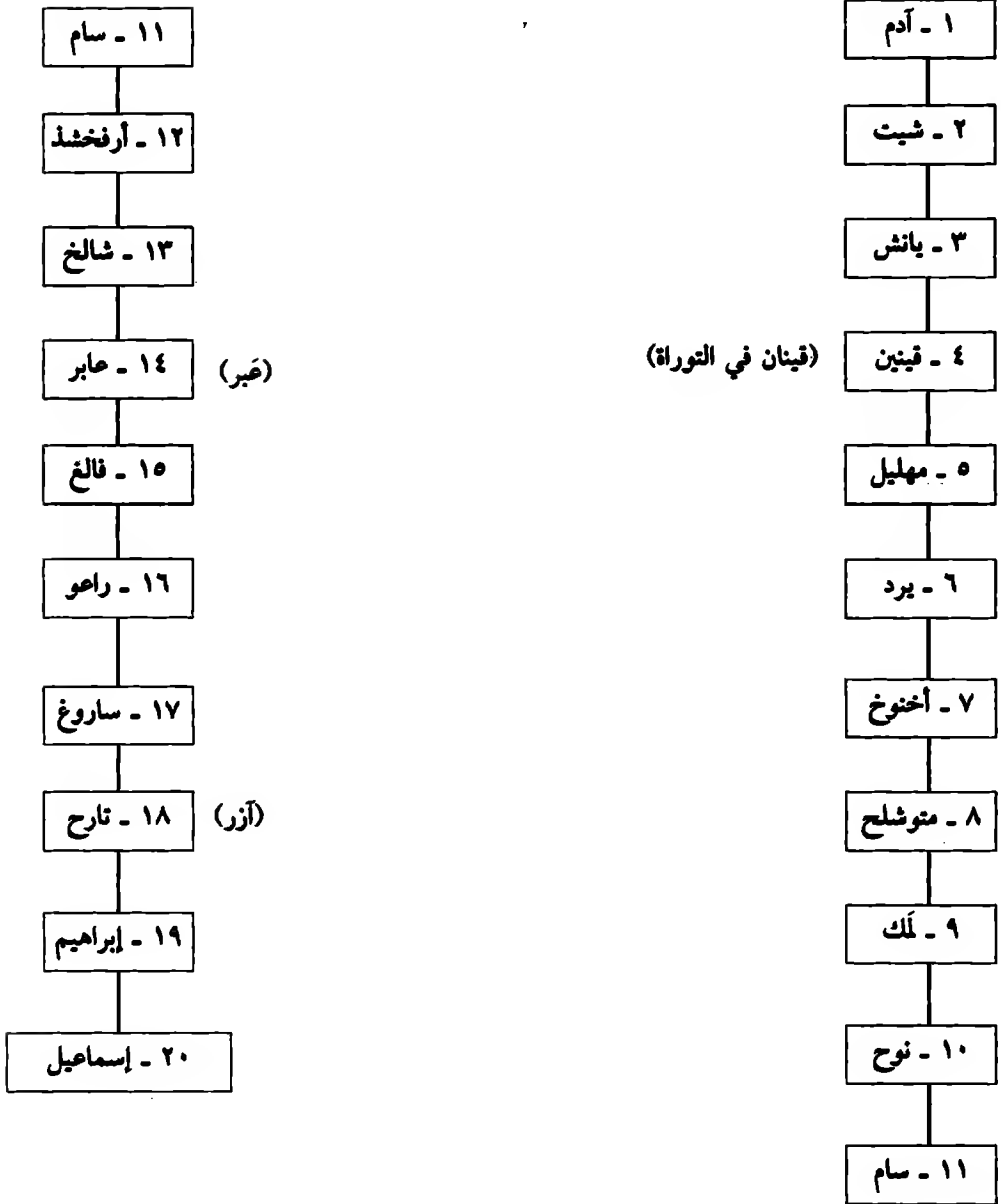 ١ - آدم
٢ - شيت
٣ - يانش
٤ - قينين (قينان في التوراة)
٥ - مهليل
٦ - يرد
٧ - أخنوخ
٨ - متوشلح
٩ - لَمك
١٠ - نوح
١١ - سام
١١ - سام
١٢ - أرفخشذ
١٣ - شالخ
١٤ - عابر (عَبر)
١٥ - فالغ
١٦ - راعو
١٧ - ساروغ
١٨ - تارح (آزر)
١٩ - إبراهيم
٢٠ - إسماعيل